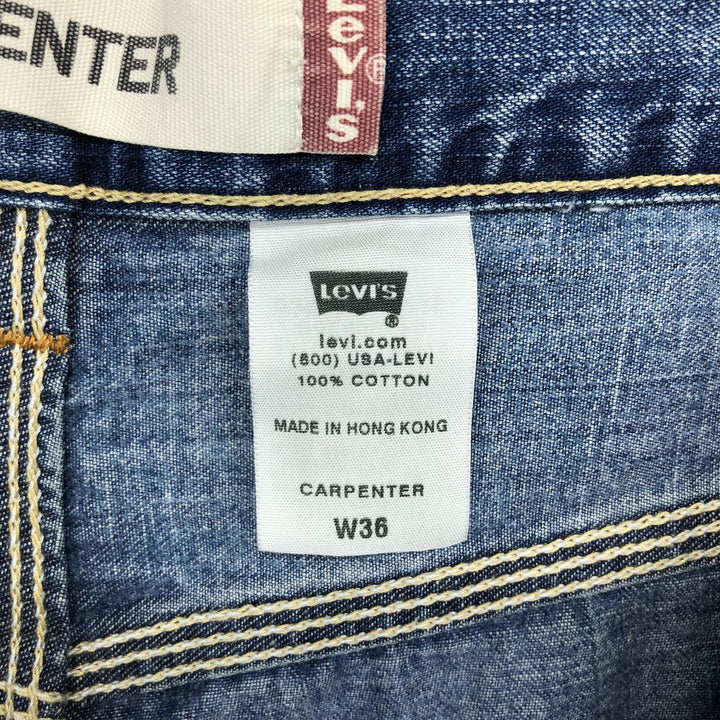 ENTER
Levi's®
LEVI'S
®
levi.com
(800) USA-LEVI
100% COTTON
MADE IN HONG KONG
CARPENTER
W36